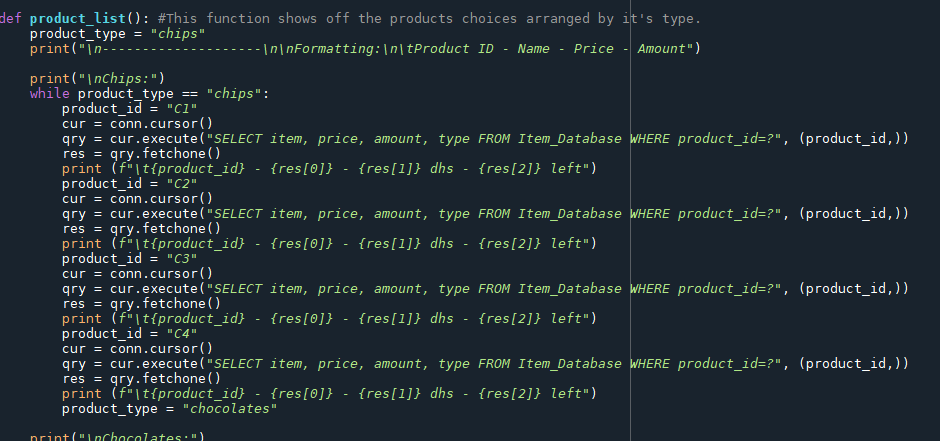 def product_list(): #This function shows off the products choices arranged by it's type.
    product_type = "chips"
    print("\n--------------------\n\nFormatting:\n\tProduct ID - Name - Price - Amount")

    print("\nChips:")
    while product_type == "chips":
        product_id = "C1"
        cur = conn.cursor()
        qry = cur.execute("SELECT item, price, amount, type FROM Item_Database WHERE product_id=?", (product_id,))
        res = qry.fetchone()
        print (f"\t{product_id} - {res[0]} - {res[1]} dhs - {res[2]} left")
        product_id = "C2"
        cur = conn.cursor()
        qry = cur.execute("SELECT item, price, amount, type FROM Item_Database WHERE product_id=?", (product_id,))
        res = qry.fetchone()
        print (f"\t{product_id} - {res[0]} - {res[1]} dhs - {res[2]} left")
        product_id = "C3"
        cur = conn.cursor()
        qry = cur.execute("SELECT item, price, amount, type FROM Item_Database WHERE product_id=?", (product_id,))
        res = qry.fetchone()
        print (f"\t{product_id} - {res[0]} - {res[1]} dhs - {res[2]} left")
        product_id = "C4"
        cur = conn.cursor()
        qry = cur.execute("SELECT item, price, amount, type FROM Item_Database WHERE product_id=?", (product_id,))
        res = qry.fetchone()
        print (f"\t{product_id} - {res[0]} - {res[1]} dhs - {res[2]} left")
        product_type = "chocolates"

    print("\nChocolates:")